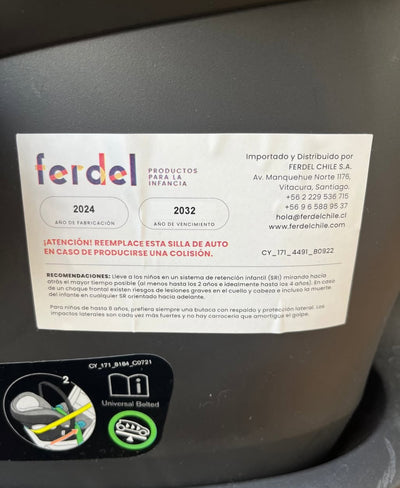 ferdel
PRODUCTOS
PARA LA
INFANCIA
Importado y Distribuido por
FERDEL CHILE S.A.
Av. Manquehue Norte 1176,
Vitacura, Santiago.
+56 2 229 536 715
+56 9 6 588 95 37
hola@ferdelchile.cl
www.ferdelchile.com
2024
AÑO DE FABRICACIÓN
2032
AÑO DE VENCIMIENTO
¡ATENCIÓN! REEMPLACE ESTA SILLA DE AUTO
EN CASO DE PRODUCIRSE UNA COLISIÓN.
CY_171_4491_B0922
RECOMENDACIONES: Lleve a los niños en un sistema de retención infantil (SRI) mirando hacia
atrás el mayor tiempo posible (al menos hasta los 2 años e idealmente hasta los 4 años). En caso
de un choque frontal existen riesgos de lesiones graves en el cuello y cabeza e incluso la muerte
del infante en cualquier SRI orientado hacia adelante.
Para niños de hasta 8 años, prefiera siempre una butaca con respaldo y protección lateral. Los
impactos laterales son cada vez más fuertes y no hay carrocería que amortigüe el golpe.
CY_171_8184_C0721
2
Universal Belted